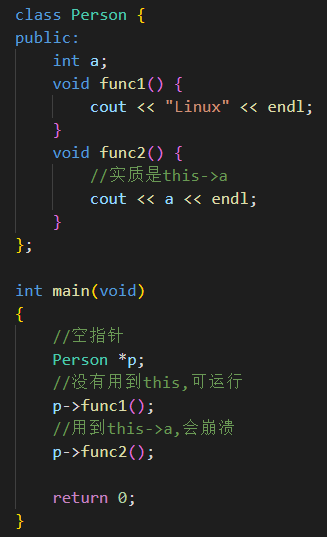 class Person {
public:
    int a;
    void func1() {
        cout << "Linux" << endl;
    }
    void func2() {
        //实质是this->a
        cout << a << endl;
    }
};

int main(void)
{
    //空指针
    Person *p;
    //没有用到this,可运行
    p->func1();
    //用到this->a,会崩溃
    p->func2();

    return 0;
}